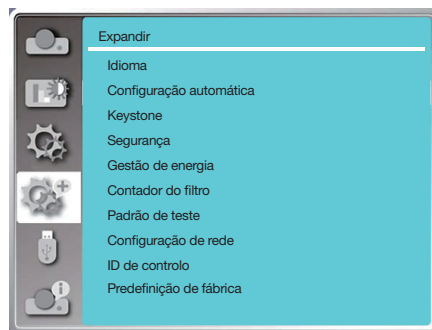 Expandir
Idioma
Configuração automática
Keystone
Segurança
Gestão de energia
Contador do filtro
Padrão de teste
Configuração de rede
ID de controlo
Predefinição de fábrica